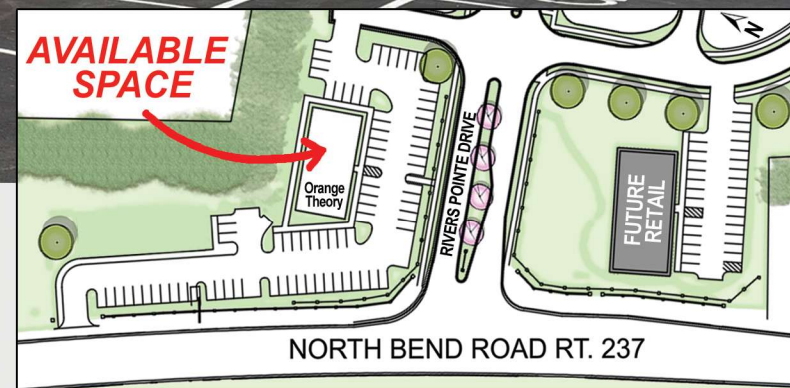 AVAILABLE
SPACE
N
Orange
Theory
RIVERS POINTE DRIVE
FUTURE
RETAIL
NORTH BEND ROAD RT. 237